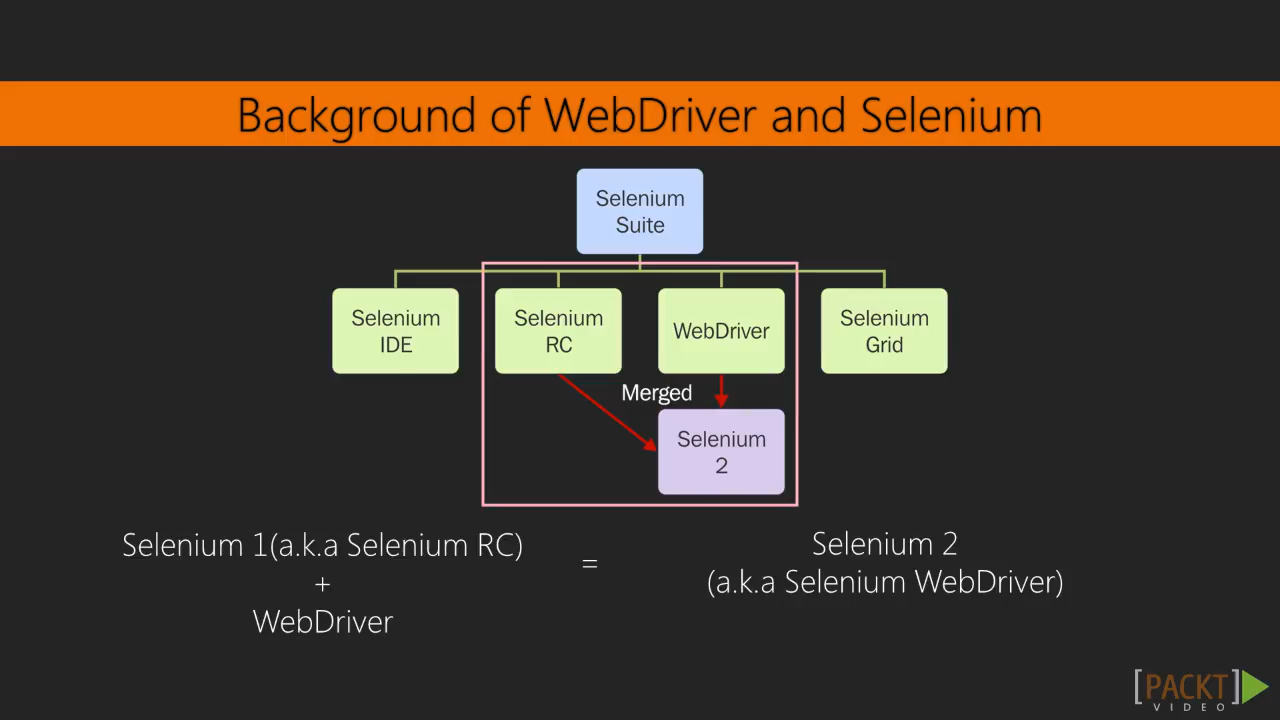 Background of WebDriver and Selenium
Selenium
Suite
Selenium
IDE
Selenium
RC
WebDriver
Selenium
Grid
Merged
Selenium
2
Selenium 1(a.k.a Selenium RC)
+
WebDriver
=
Selenium 2
(a.k.a Selenium WebDriver)
[PACKT]
VIDEO